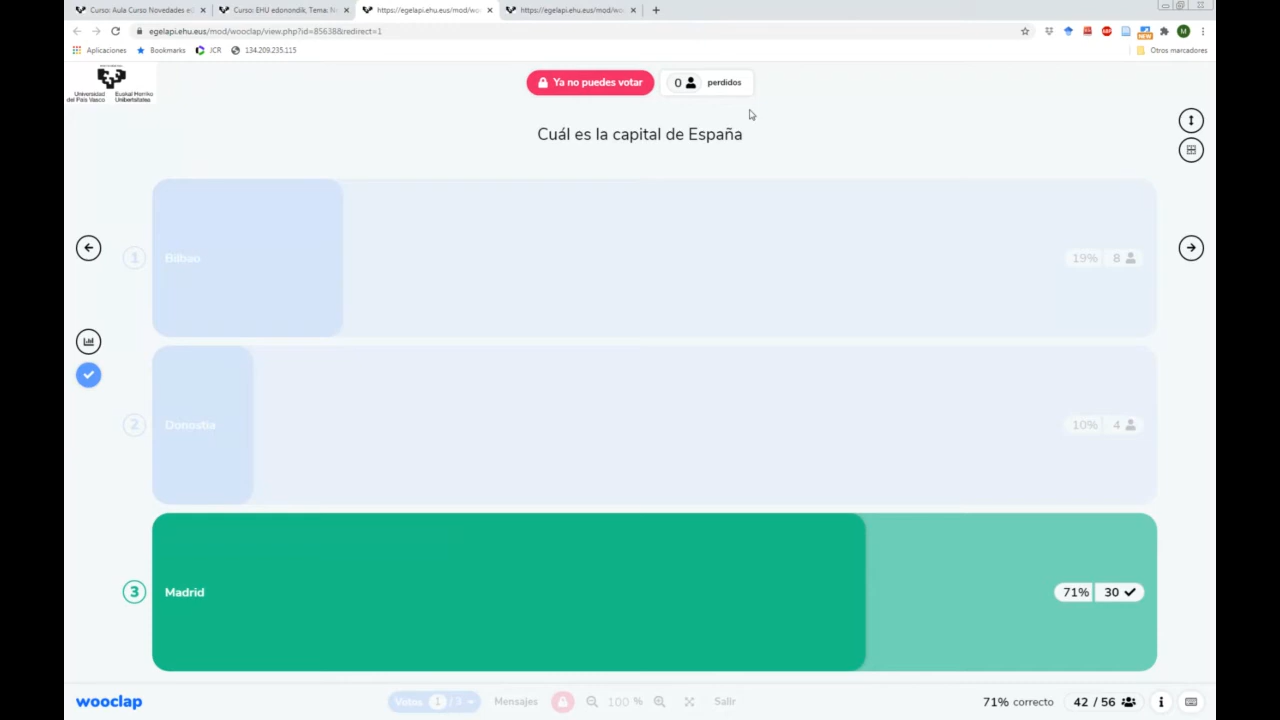 Curso: Aula Curso Novedades eG
Curso: EHU edonondik, Tema: N
https://egelapi.ehu.eus/mod/wo
https://egelapi.ehu.eus/mod/wo
egelapi.ehu.eus/mod/wooclap/view.php?id=85638&redirect=1
Aplicaciones
Bookmarks
JCR
134.209.235.115
Otros marcadores
Universidad del País Vasco
Euskal Herriko Unibertsitatea
Ya no puedes votar
0 perdidos
Cuál es la capital de España
1 Bilbao 19% 8
2 Donostia 10% 4
3 Madrid 71% 30
wooclap
Votos 1 / 3
Mensajes
100 %
Salir
71% correcto
42 / 56